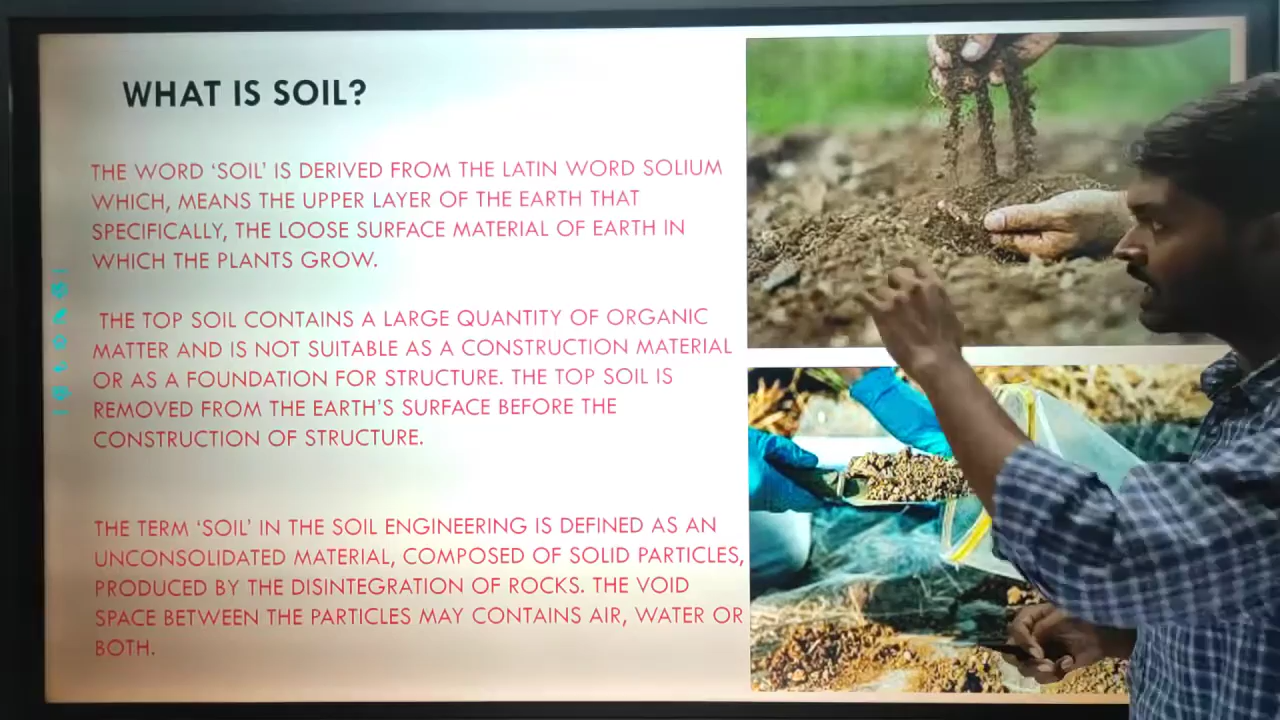 WHAT IS SOIL?
THE WORD ‘SOIL’ IS DERIVED FROM THE LATIN WORD SOLIUM
WHICH, MEANS THE UPPER LAYER OF THE EARTH THAT
SPECIFICALLY, THE LOOSE SURFACE MATERIAL OF EARTH IN
WHICH THE PLANTS GROW.
THE TOP SOIL CONTAINS A LARGE QUANTITY OF ORGANIC
MATTER AND IS NOT SUITABLE AS A CONSTRUCTION MATERIAL
OR AS A FOUNDATION FOR STRUCTURE. THE TOP SOIL IS
REMOVED FROM THE EARTH’S SURFACE BEFORE THE
CONSTRUCTION OF STRUCTURE.
THE TERM ‘SOIL’ IN THE SOIL ENGINEERING IS DEFINED AS AN
UNCONSOLIDATED MATERIAL, COMPOSED OF SOLID PARTICLES,
PRODUCED BY THE DISINTEGRATION OF ROCKS. THE VOID
SPACE BETWEEN THE PARTICLES MAY CONTAINS AIR, WATER OR
BOTH.